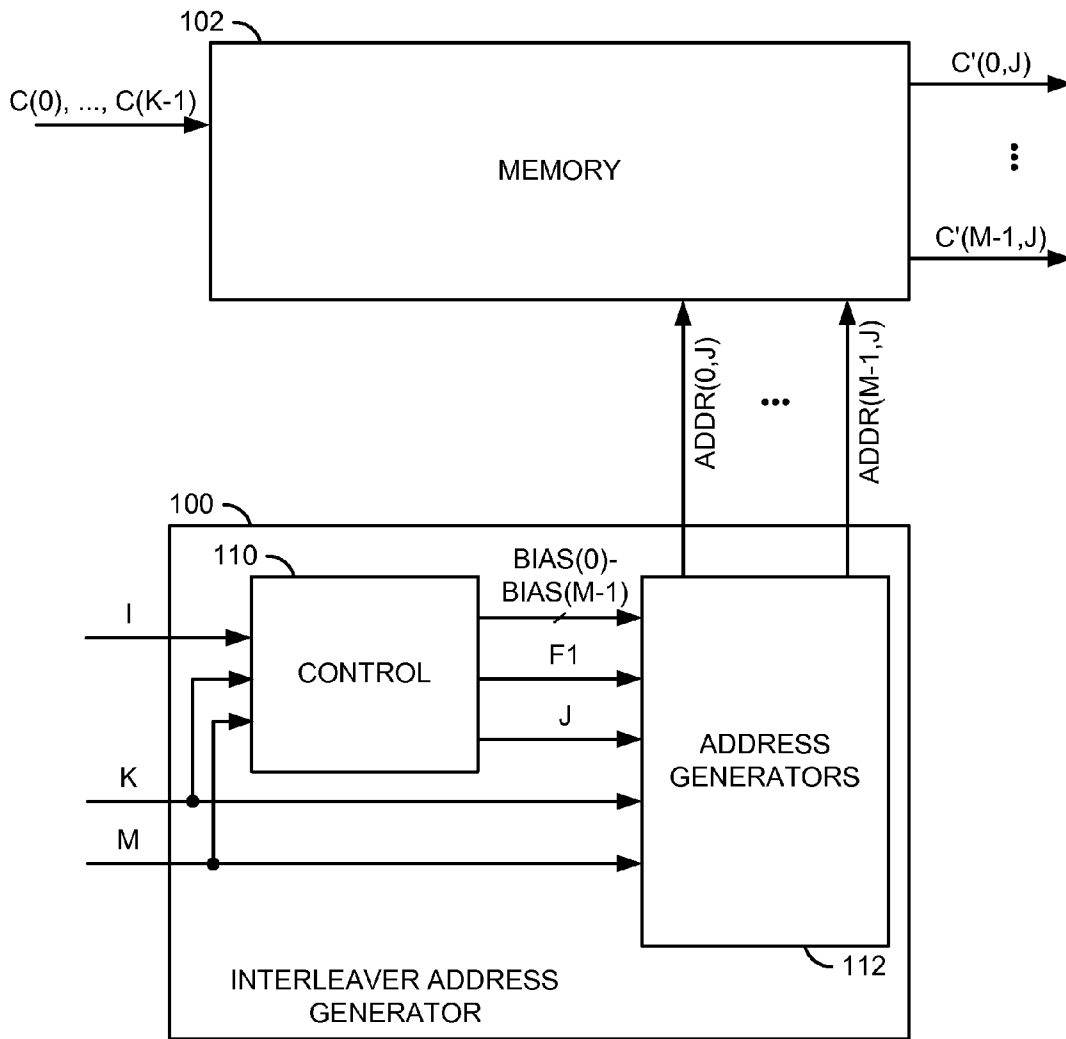 102
C(0), ..., C(K-1)
MEMORY
C'(0,J)
...
C'(M-1,J)
ADDR(0,J)
...
ADDR(M-1,J)
100
110
BIAS(0)-
BIAS(M-1)
I
CONTROL
F1
J
ADDRESS
GENERATORS
K
M
112
INTERLEAVER ADDRESS
GENERATOR